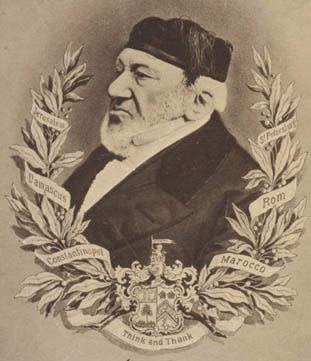 Jerusalem
St Petersburg
Damascus
Rom
Constantinopel
Marocco
Think and Thank